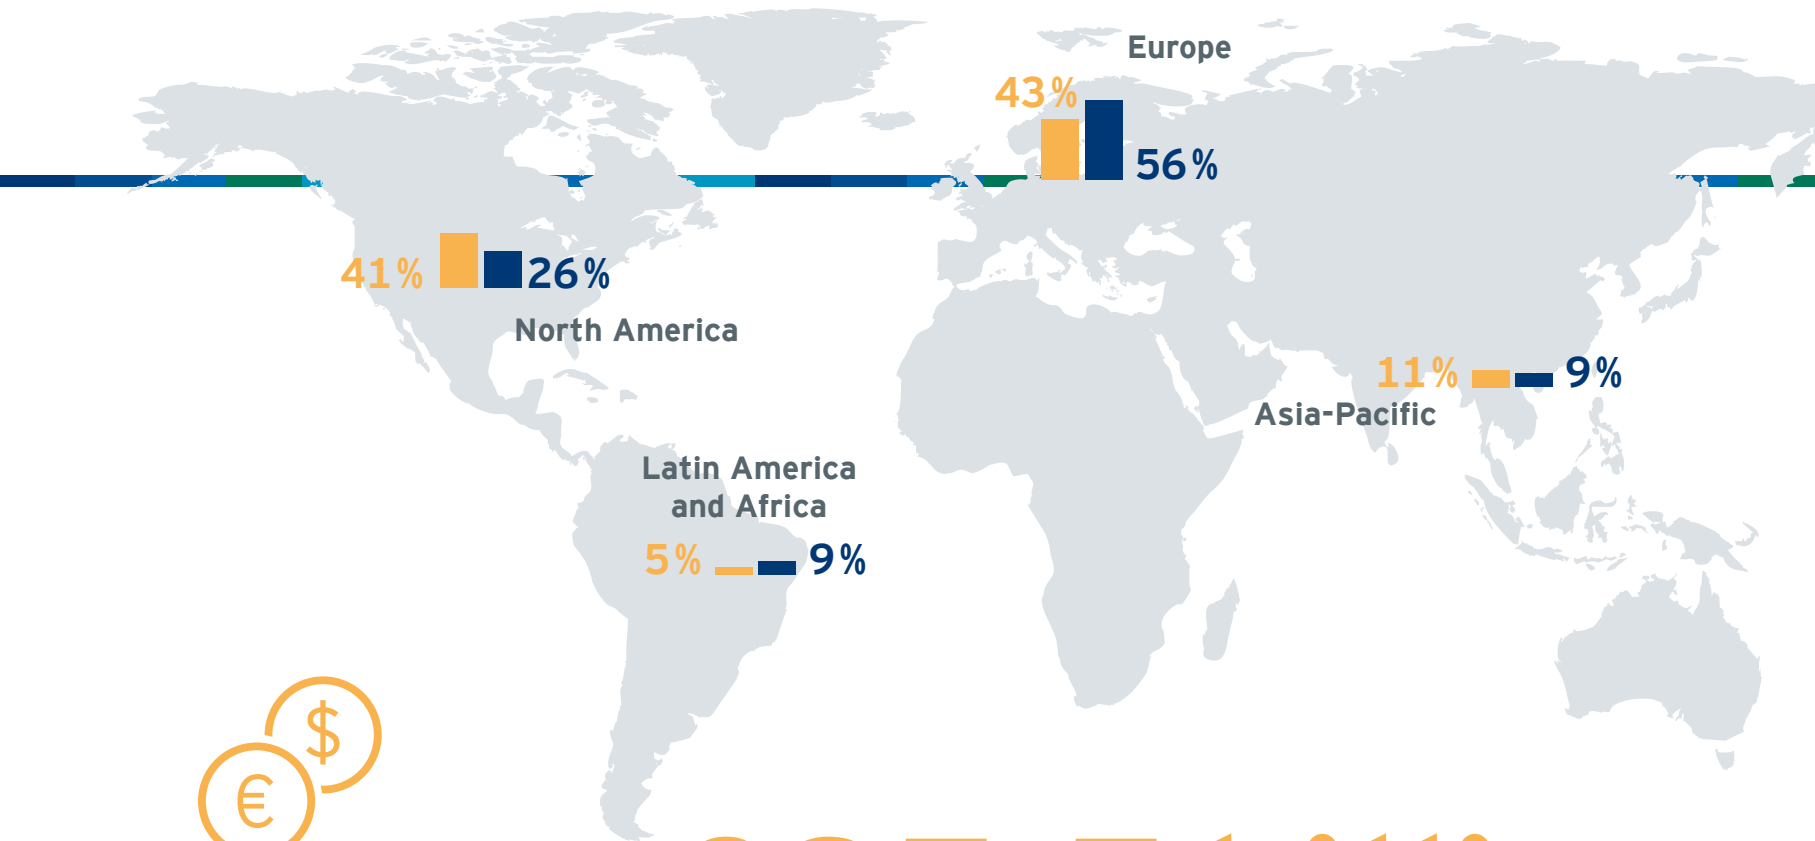 Europe
43 %
56 %
41 %
26 %
North America
11 %
9 %
Asia-Pacific
Latin America
and Africa
5 %
9 %
$
€